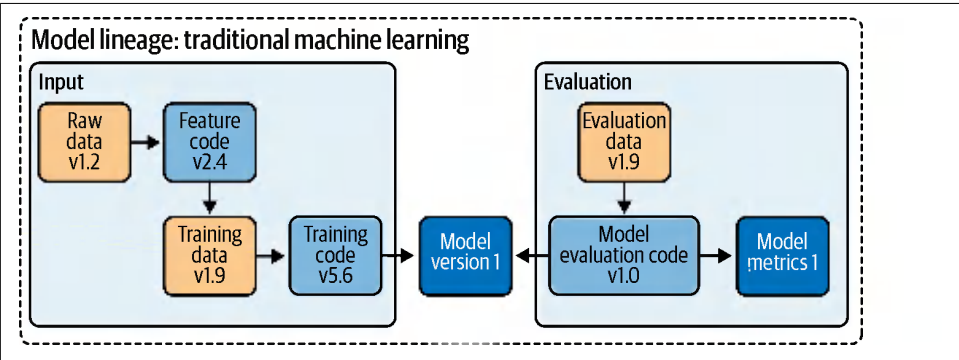 Model lineage: traditional machine learning
Input
Raw
data
v1.2
Feature
code
v2.4
Training
data
v1.9
Training
code
v5.6
Model
version 1
Evaluation
Evaluation
data
v1.9
Model
evaluation code
v1.0
Model
metrics 1